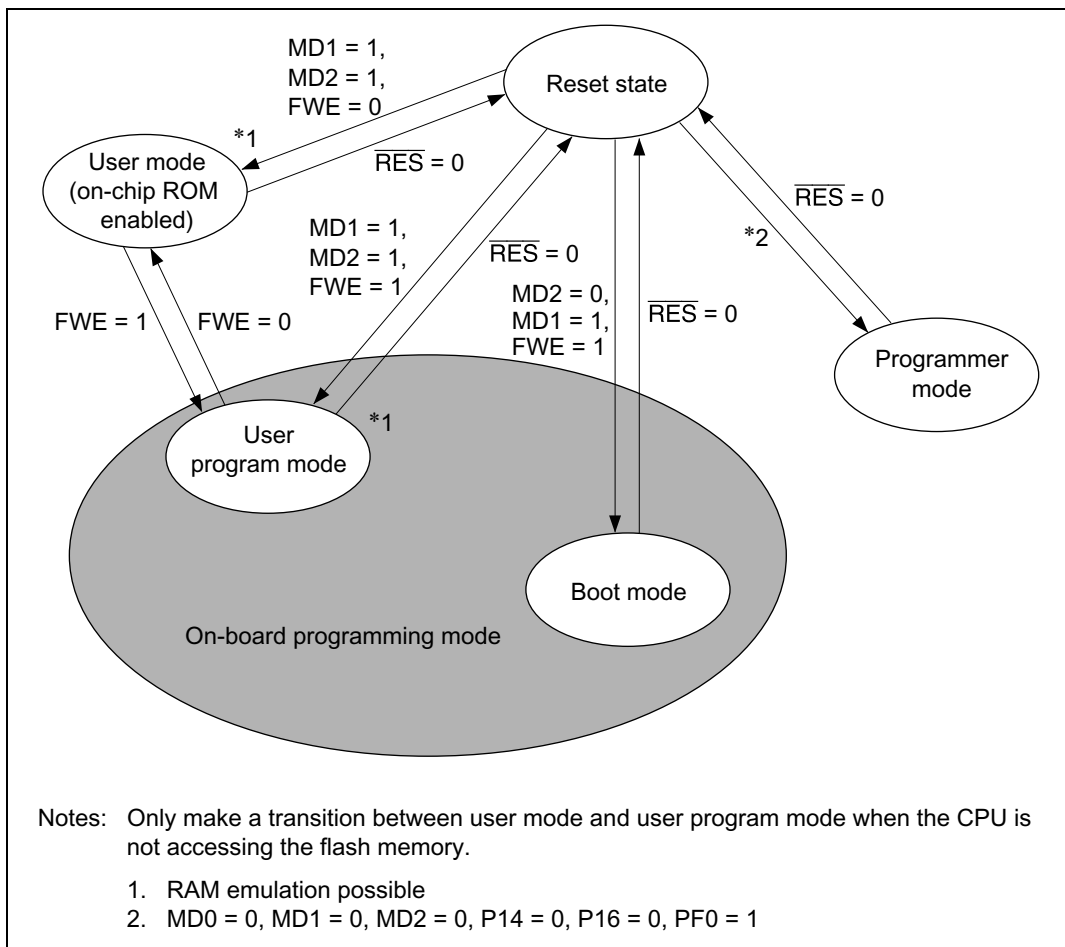 MD1 = 1,
MD2 = 1,
FWE = 0
Reset state
*1
R̅E̅S̅ = 0
User mode
(on-chip ROM
enabled)
R̅E̅S̅ = 0
*2
MD1 = 1,
MD2 = 1,
FWE = 1
R̅E̅S̅ = 0
MD2 = 0,
MD1 = 1,
FWE = 1
R̅E̅S̅ = 0
FWE = 1
FWE = 0
Programmer
mode
*1
User
program mode
Boot mode
On-board programming mode
Notes: Only make a transition between user mode and user program mode when the CPU is
not accessing the flash memory.
1. RAM emulation possible
2. MD0 = 0, MD1 = 0, MD2 = 0, P14 = 0, P16 = 0, PF0 = 1